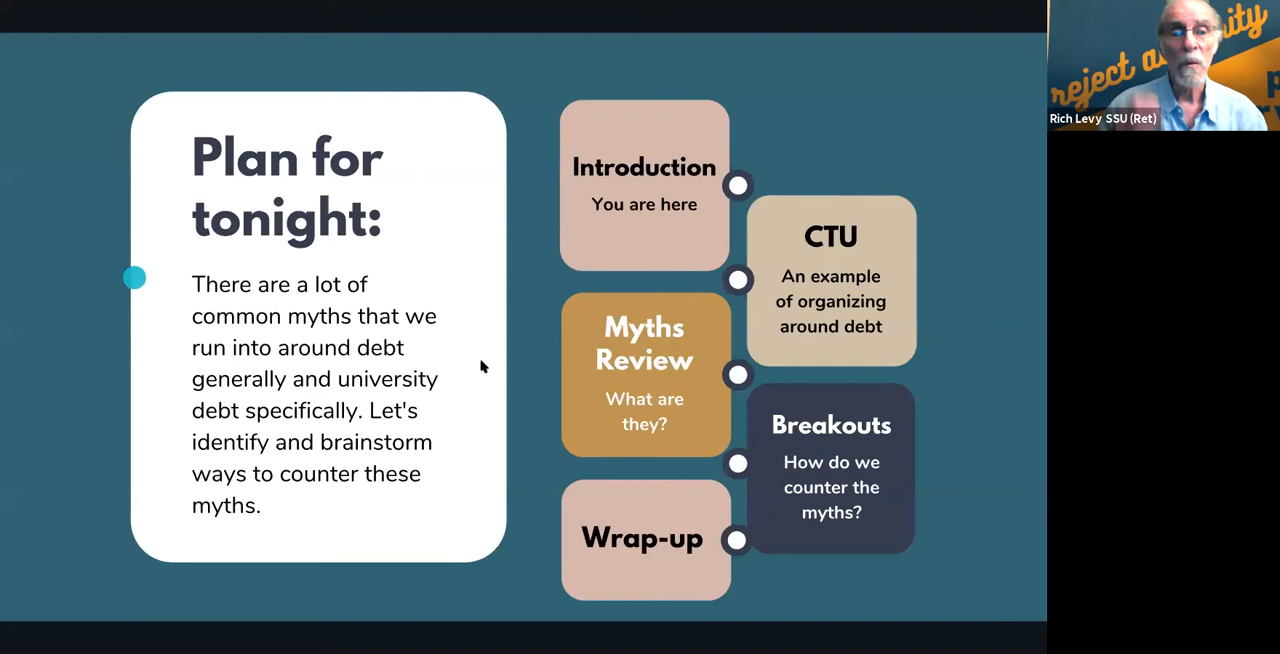 Plan for
tonight:
There are a lot of
common myths that we
run into around debt
generally and university
debt specifically. Let's
identify and brainstorm
ways to counter these
myths.
Introduction
You are here
CTU
An example
of organizing
around debt
Myths
Review
What are
they?
Breakouts
How do we
counter the
myths?
Wrap-up
reject
Rich Levy SSU (Ret)